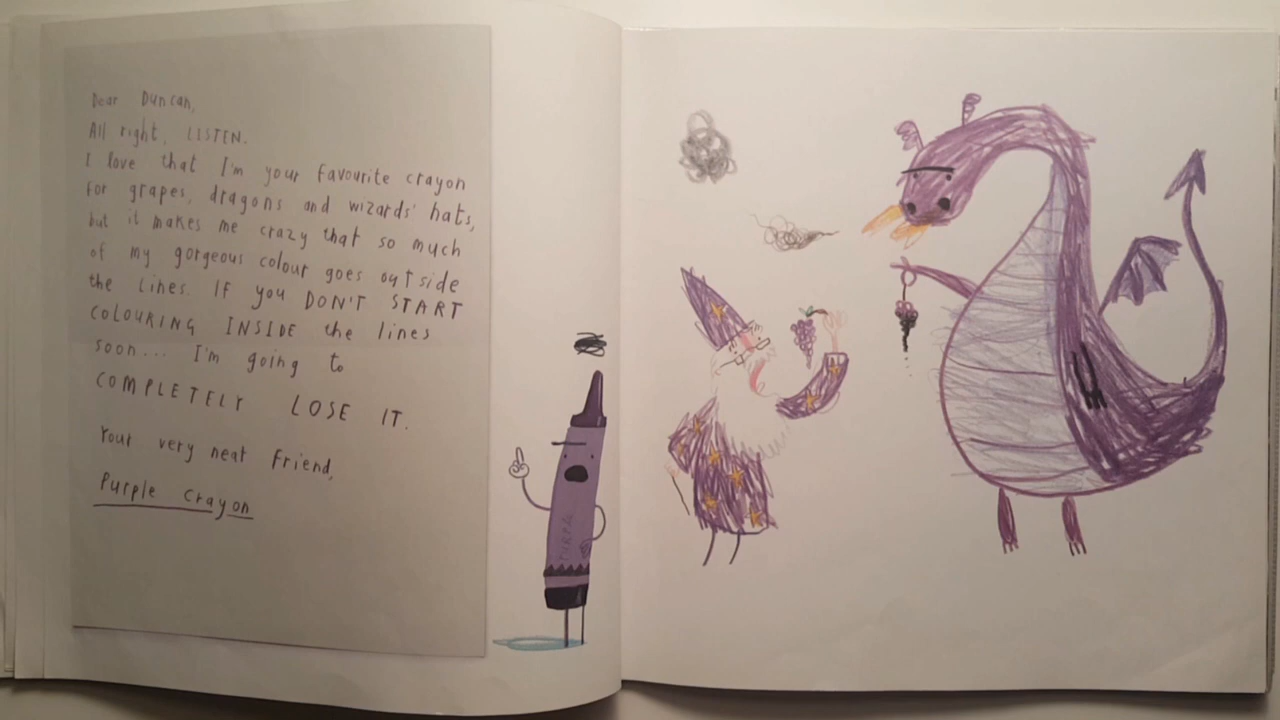 Dear Duncan,
All right, LISTEN.
I love that I'm your favourite crayon
for grapes, dragons and wizards' hats,
but it makes me crazy that so much
of my gorgeous colour goes outside
the lines. IF you DON'T START
COLOURING INSIDE the lines
soon... I'm going to
COMPLETELY LOSE IT.
Your very neat friend,
Purple Crayon